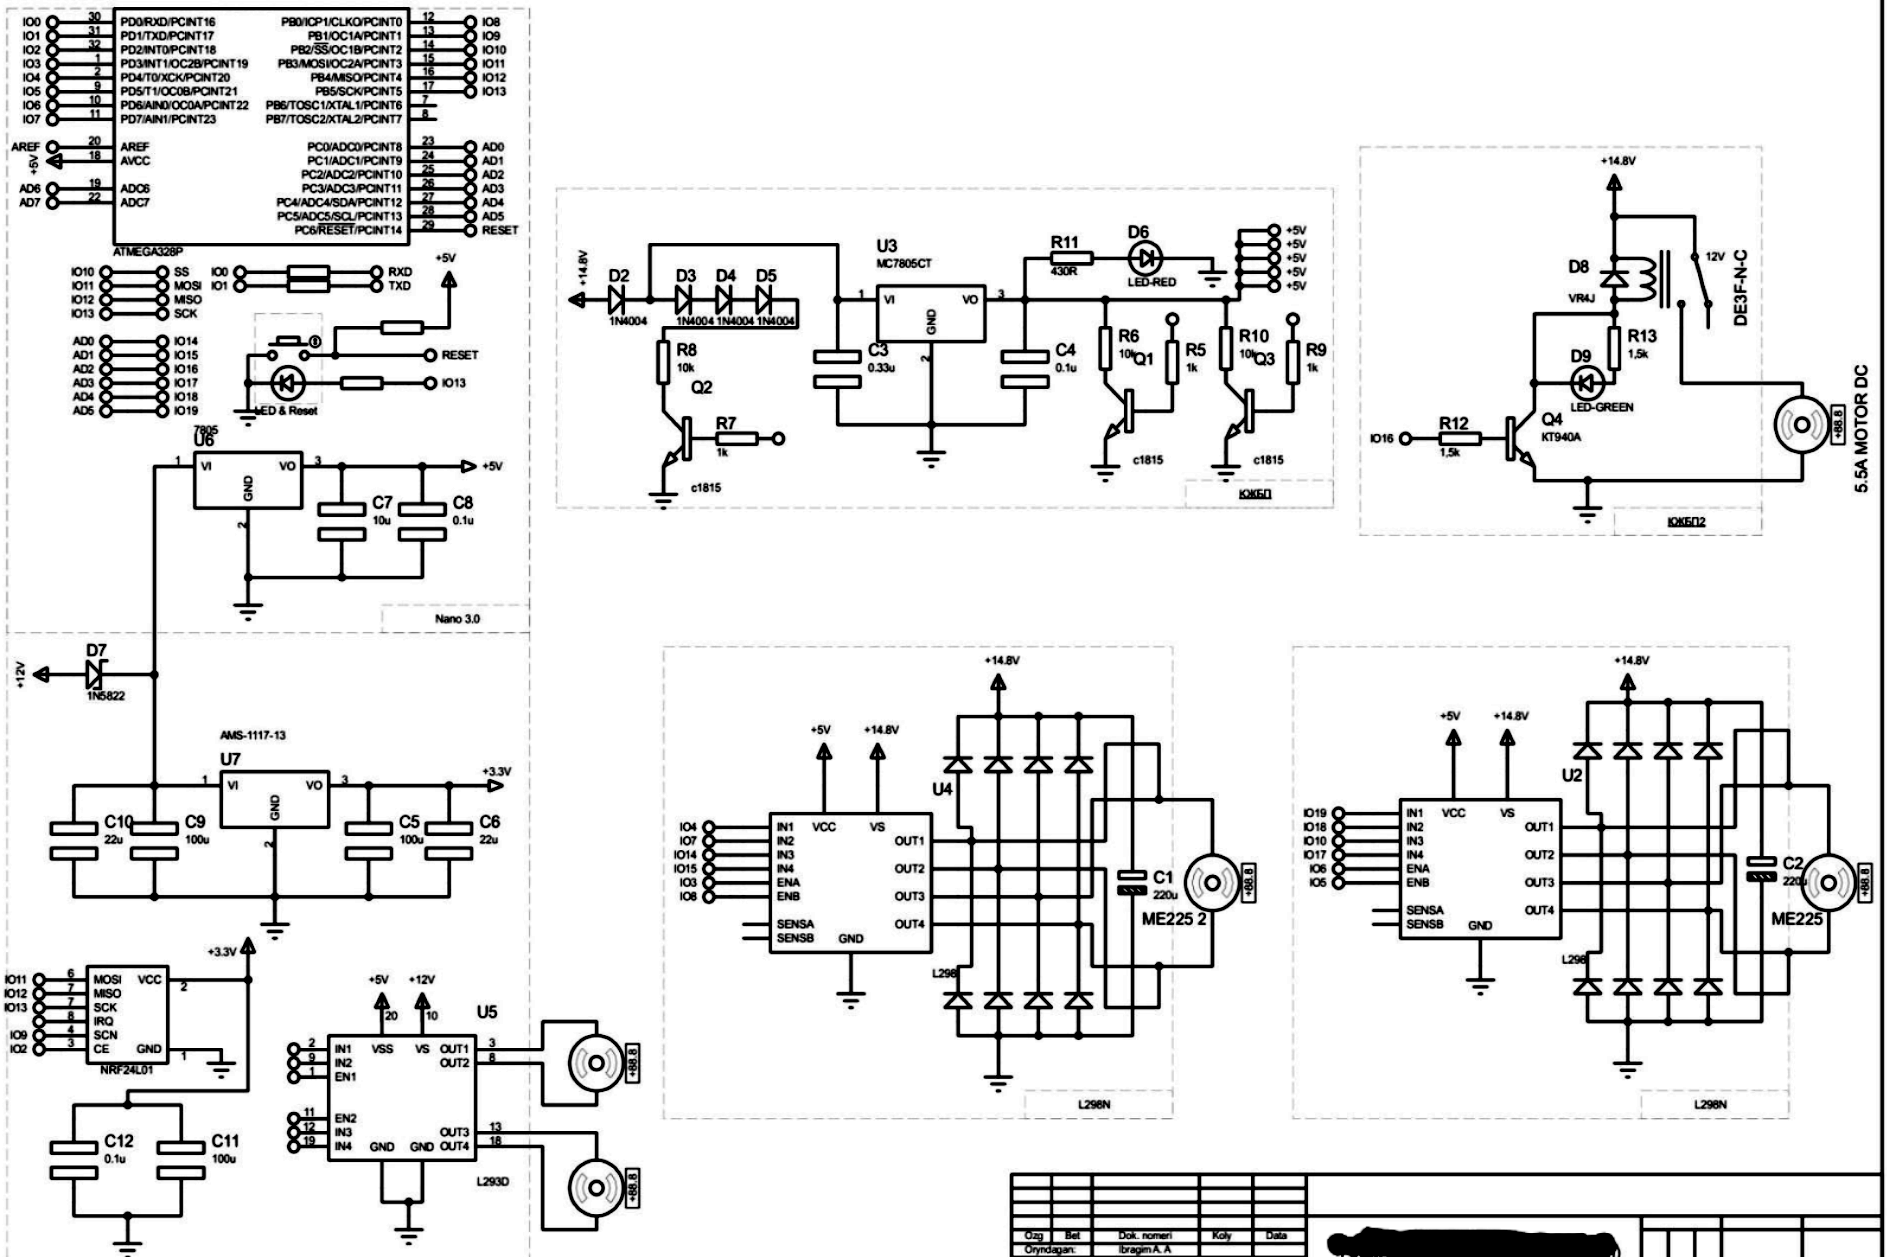 IO0 30 PD0/RXD/PCINT16 PB0/ICP1/CLKO/PCINT0 12 IO8
IO1 31 PD1/TXD/PCINT17 PB1/OC1A/PCINT1 13 IO9
IO2 32 PD2/INT0/PCINT18 PB2/SS/OC1B/PCINT2 14 IO10
IO3 1 PD3/INT1/OC2B/PCINT19 PB3/MOSI/OC2A/PCINT3 15 IO11
IO4 2 PD4/T0/XCK/PCINT20 PB4/MISO/PCINT4 16 IO12
IO5 9 PD5/T1/OC0B/PCINT21 PB5/SCK/PCINT5 17 IO13
IO6 10 PD6/AIN0/OC0A/PCINT22 PB6/TOSC1/XTAL1/PCINT6 7
IO7 11 PD7/AIN1/PCINT23 PB7/TOSC2/XTAL2/PCINT7 8
AREF 20 AREF PC0/ADC0/PCINT8 23 AD0
+5V 18 AVCC PC1/ADC1/PCINT9 24 AD1
PC2/ADC2/PCINT10 25 AD2
AD6 19 ADC6 PC3/ADC3/PCINT11 26 AD3
AD7 22 ADC7 PC4/ADC4/SDA/PCINT12 27 AD4
PC5/ADC5/SCL/PCINT13 28 AD5
PC6/RESET/PCINT14 29 RESET
ATMEGA328P
IO10 SS IO0 RXD
IO11 MOSI IO1 TXD
IO12 MISO
IO13 SCK
+5V
AD0 IO14
AD1 IO15
AD2 IO16
AD3 IO17
AD4 IO18
AD5 IO19
RESET
IO13
LED & Reset
7805
U6
1 VI VO 3 +5V
GND
2
C7
10u
C8
0.1u
Nano 3.0
+12V
D7
1N5822
AMS-1117-13
U7
1 VI VO 3 +3.3V
GND
2
C10
22u
C9
100u
C5
100u
C6
22u
+3.3V
IO11 6 MOSI VCC 2
IO12 7 MISO
IO13 7 SCK
8 IRQ
IO9 4 SCN
IO2 3 CE GND 1
NRF24L01
C12
0.1u
C11
100u
+5V +12V
20 10
U5
2 IN1 VSS VS OUT1 3
9 IN2 OUT2 8
1 EN1
11 EN2
12 IN3 OUT3 13
19 IN4 GND GND OUT4 18
L293D
+88.8
+88.8
+14.8V
D2
1N4004
D3
1N4004
D4
1N4004
D5
1N4004
R8
10k
Q2
R7
1k
c1815
U3
MC7805CT
1 VI VO 3
GND
2
C3
0.33u
C4
0.1u
R11
430R
D6
LED-RED
+5V
+5V
+5V
+5V
+5V
R6
10k
Q1
R5
1k
c1815
R10
10k
Q3
R9
1k
c1815
ЮЖБП
+14.8V
12V
D8
VR4J
DE3F-N-C
R13
1,5k
D9
LED-GREEN
IO16
R12
1,5k
Q4
KT940A
+88.8
5.5A MOTOR DC
ЮЖБП2
+14.8V
+5V +14.8V
U4
IO4 IN1 VCC VS
IO7 IN2 OUT1
IO14 IN3
IO15 IN4 OUT2
IO3 ENA
IO8 ENB OUT3
SENSA OUT4
SENSB GND
L298
C1
220u
ME225 2
+88.8
L298N
+14.8V
+5V +14.8V
U2
IO19 IN1 VCC VS
IO18 IN2 OUT1
IO10 IN3
IO17 IN4 OUT2
IO6 ENA
IO5 ENB OUT3
SENSA OUT4
SENSB GND
L298
C2
220u
ME225
+88.8
L298N
Ozg Bet Dok. nomeri Koly Data
Oryndagan: Ibragim A. A